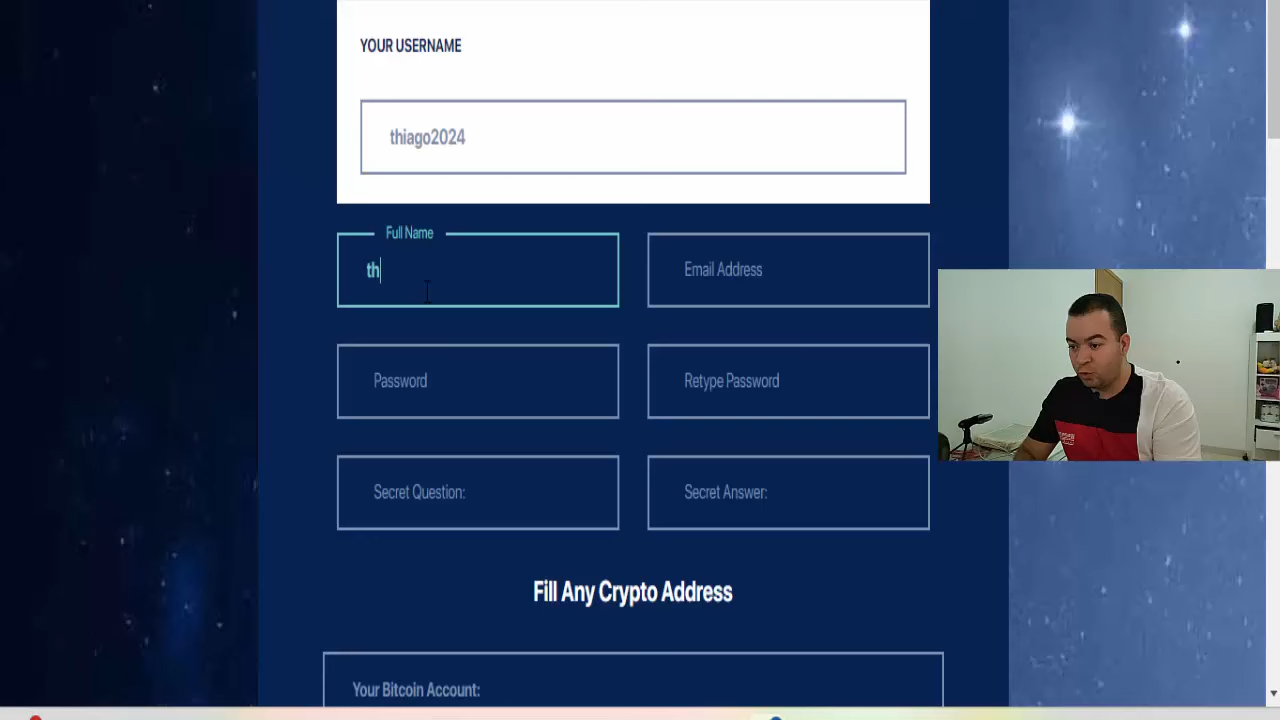 YOUR USERNAME
thiago2024
Full Name
th
Email Address
Password
Retype Password
Secret Question:
Secret Answer:
Fill Any Crypto Address
Your Bitcoin Account: